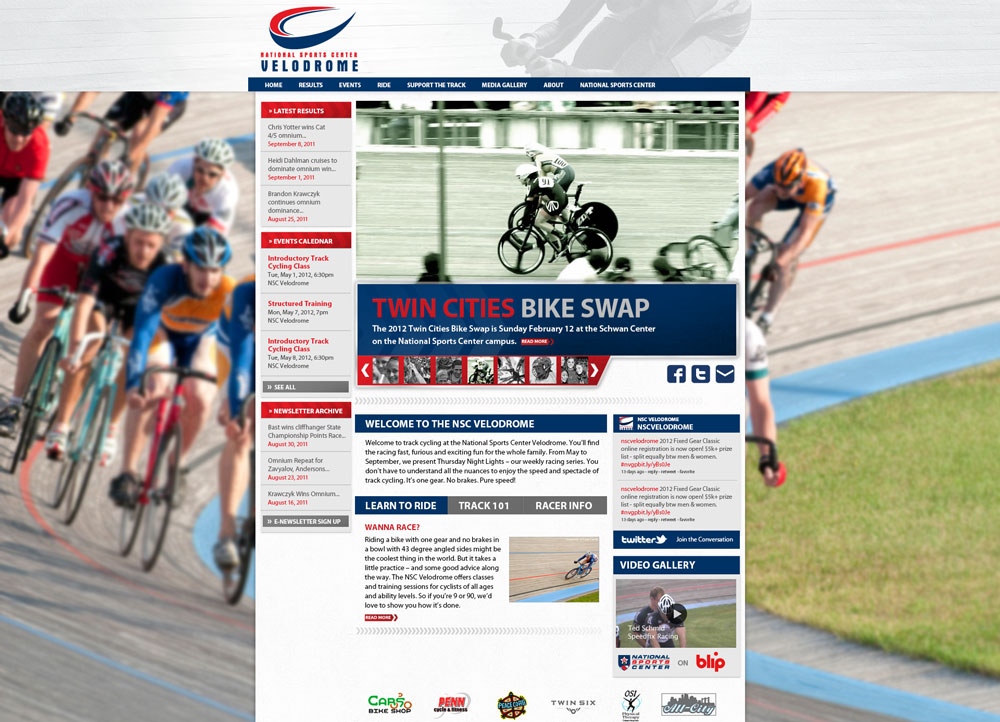 NATIONAL SPORTS CENTER
VELODROME
HOME RESULTS EVENTS RIDE SUPPORT THE TRACK MEDIA GALLERY ABOUT NATIONAL SPORTS CENTER
» LATEST RESULTS
Chris Yotter wins Cat
4/5 omnium...
September 8, 2011
Heidi Dahlman cruises to
dominate omnium win...
September 1, 2011
Brandon Krawczyk
continues omnium
dominance...
August 25, 2011
» EVENTS CALEDNAR
Introductory Track
Cycling Class
Tue, May 1, 2012, 6:30pm
NSC Velodrome
Structured Training
Mon, May 7, 2012, 7pm
NSC Velodrome
Introductory Track
Cycling Class
Tue, May 8, 2012, 6:30pm
NSC Velodrome
» SEE ALL
» NEWSLETTER ARCHIVE
Bast wins cliffhanger State
Championship Points Race...
August 30, 2011
Omnium Repeat for
Zavyalov, Andersons...
August 23, 2011
Krawczyk Wins Omnium...
August 16, 2011
» E-NEWSLETTER SIGN UP
91
TWIN CITIES BIKE SWAP
The 2012 Twin Cities Bike Swap is Sunday February 12 at the Schwan Center
on the National Sports Center campus. READ MORE
WELCOME TO THE NSC VELODROME
Welcome to track cycling at the National Sports Center Velodrome. You'll find
the racing fast, furious and exciting fun for the whole family. From May to
September, we present Thursday Night Lights – our weekly racing series. You
don't have to understand all the nuances to enjoy the speed and spectacle of
track cycling. It's one gear. No brakes. Pure speed!
LEARN TO RIDE TRACK 101 RACER INFO
WANNA RACE?
Riding a bike with one gear and no brakes in
a bowl with 43 degree angled sides might be
the coolest thing in the world. But it takes a
little practice – and some good advice along
the way. The NSC Velodrome offers classes
and training sessions for cyclists of all ages
and ability levels. So if you're 9 or 90, we'd
love to show you how it's done.
READ MORE
NSC VELODROME
NSCVELODROME
nscvelodrome 2012 Fixed Gear Classic
online registration is now open! $5k+ prize
list - split equally btw men & women.
#nvgpbit.ly/yBs0Je
13 days ago - reply - retweet - favorite
nscvelodrome 2012 Fixed Gear Classic
online registration is now open! $5k+ prize
list - split equally btw men & women.
#nvgpbit.ly/yBs0Je
13 days ago - reply - retweet - favorite
twitter Join the Conversation
VIDEO GALLERY
Ted Schmid
Speedfix Racing
NATIONAL
SPORTS
CENTER
ON
blip
CARS
BIKE SHOP
PENN
cycle & fitness
PEACE COFFEE
TWIN SIX
OSI
Physical
Therapy
All-City